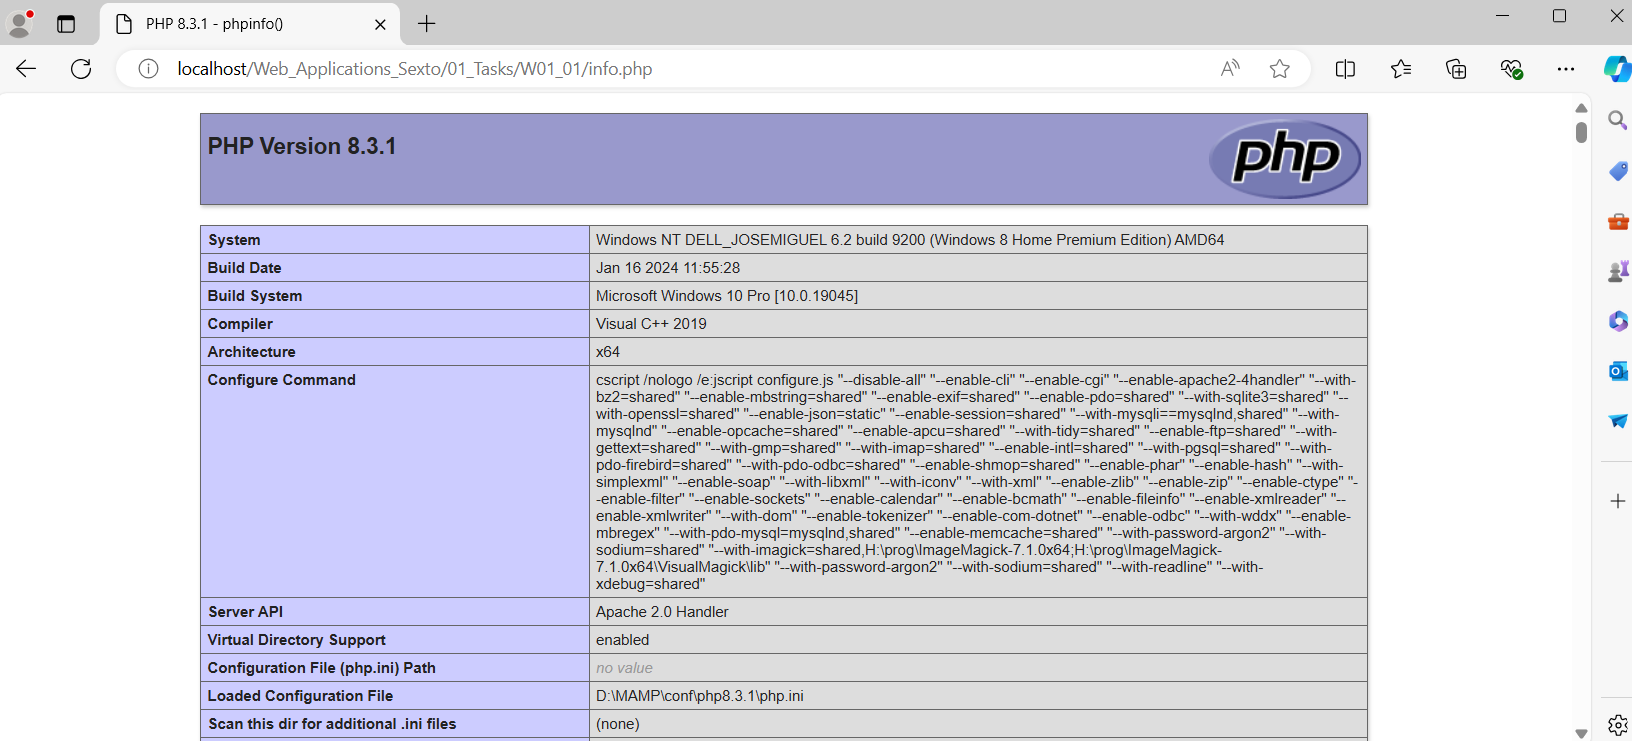 PHP 8.3.1 - phpinfo()
localhost/Web_Applications_Sexto/01_Tasks/W01_01/info.php
PHP Version 8.3.1
php
System
Windows NT DELL_JOSEMIGUEL 6.2 build 9200 (Windows 8 Home Premium Edition) AMD64
Build Date
Jan 16 2024 11:55:28
Build System
Microsoft Windows 10 Pro [10.0.19045]
Compiler
Visual C++ 2019
Architecture
x64
Configure Command
cscript /nologo /e:jscript configure.js "--disable-all" "--enable-cli" "--enable-cgi" "--enable-apache2-4handler" "--with-
bz2=shared" "--enable-mbstring=shared" "--enable-exif=shared" "--enable-pdo=shared" "--with-sqlite3=shared" "--
with-openssl=shared" "--enable-json=static" "--enable-session=shared" "--with-mysqli==mysqlnd,shared" "--with-
mysqlnd" "--enable-opcache=shared" "--enable-apcu=shared" "--with-tidy=shared" "--enable-ftp=shared" "--with-
gettext=shared" "--with-gmp=shared" "--with-imap=shared" "--enable-intl=shared" "--with-pgsql=shared" "--with-
pdo-firebird=shared" "--with-pdo-odbc=shared" "--enable-shmop=shared" "--enable-phar" "--enable-hash" "--with-
simplexml" "--enable-soap" "--with-libxml" "--with-iconv" "--with-xml" "--enable-zlib" "--enable-zip" "--enable-ctype" "-
-enable-filter" "--enable-sockets" "--enable-calendar" "--enable-bcmath" "--enable-fileinfo" "--enable-xmlreader" "--
enable-xmlwriter" "--with-dom" "--enable-tokenizer" "--enable-com-dotnet" "--enable-odbc" "--with-wddx" "--enable-
mbregex" "--with-pdo-mysql=mysqlnd,shared" "--enable-memcache=shared" "--with-password-argon2" "--with-
sodium=shared" "--with-imagick=shared,H:\prog\ImageMagick-7.1.0x64;H:\prog\ImageMagick-
7.1.0x64\VisualMagick\lib" "--with-password-argon2" "--with-sodium=shared" "--with-readline" "--with-
xdebug=shared"
Server API
Apache 2.0 Handler
Virtual Directory Support
enabled
Configuration File (php.ini) Path
no value
Loaded Configuration File
D:\MAMP\conf\php8.3.1\php.ini
Scan this dir for additional .ini files
(none)